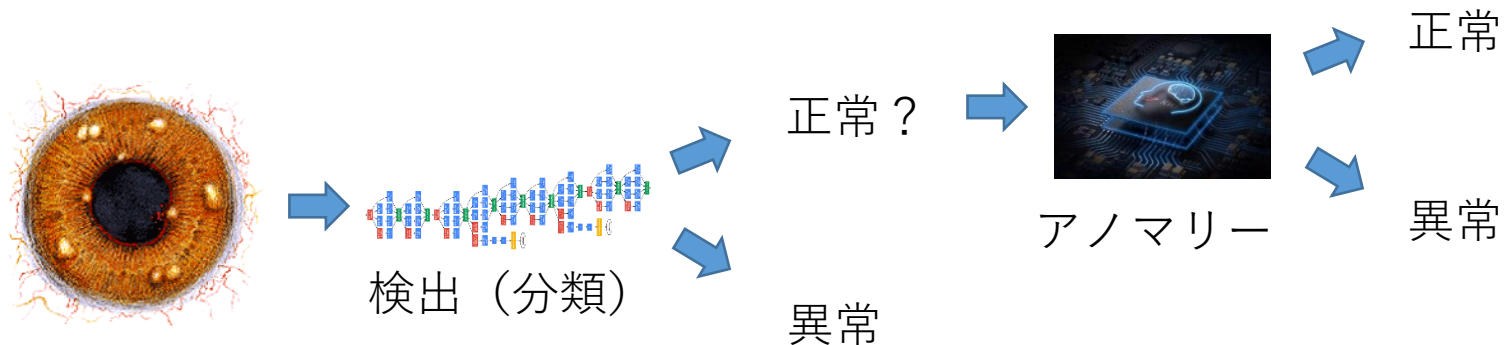 正常
正常？
アノマリー
異常
検出（分類）
異常